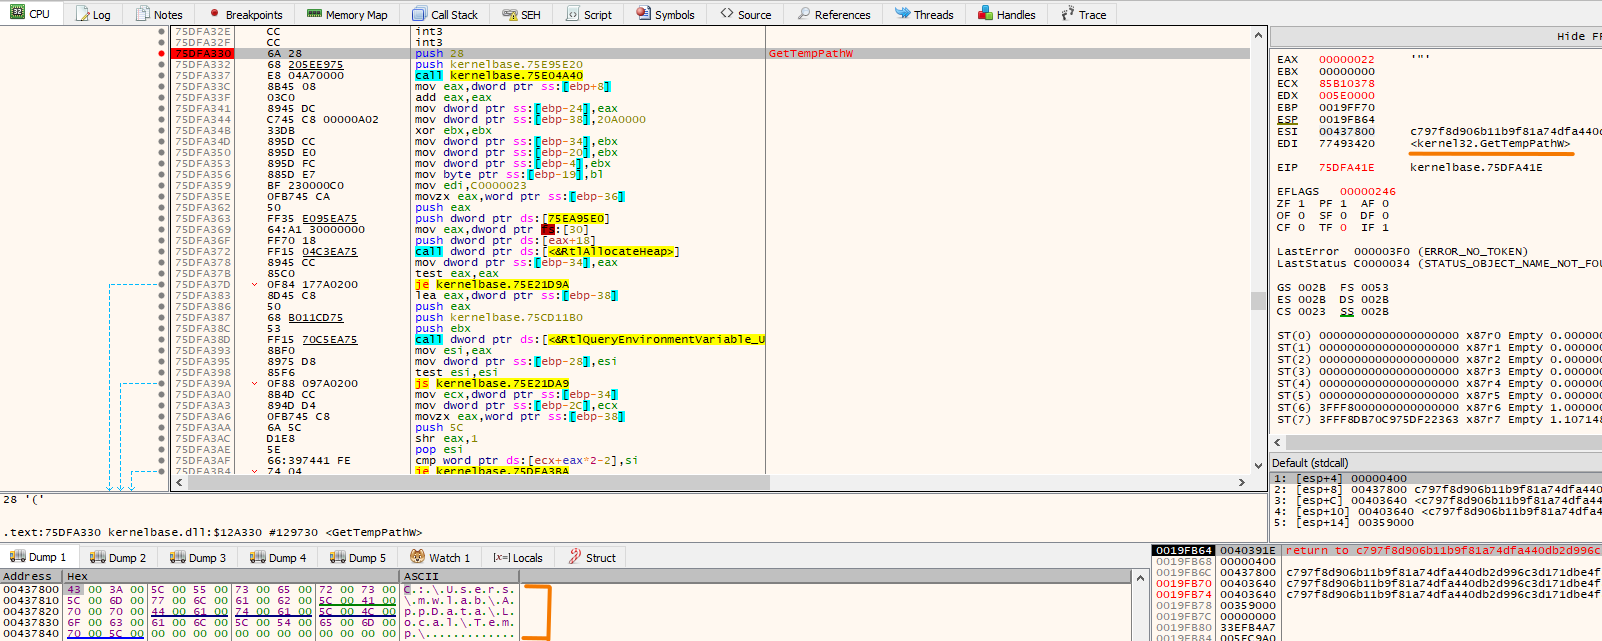 CPU Log Notes Breakpoints Memory Map Call Stack SEH Script Symbols Source References Threads Handles Trace
75DFA32E CC int3
75DFA32F CC int3
75DFA330 6A 28 push 28 GetTempPathW
75DFA332 68 205EE975 push kernelbase.75E95E20
75DFA337 E8 04A70000 call kernelbase.75E04A40
75DFA33C 8B45 08 mov eax,dword ptr ss:[ebp+8]
75DFA33F 03C0 add eax,eax
75DFA341 8945 DC mov dword ptr ss:[ebp-24],eax
75DFA344 C745 C8 00000A02 mov dword ptr ss:[ebp-38],20A0000
75DFA34B 33DB xor ebx,ebx
75DFA34D 895D CC mov dword ptr ss:[ebp-34],ebx
75DFA350 895D E0 mov dword ptr ss:[ebp-20],ebx
75DFA353 895D FC mov dword ptr ss:[ebp-4],ebx
75DFA356 885D E7 mov byte ptr ss:[ebp-19],bl
75DFA359 BF 230000C0 mov edi,C0000023
75DFA35E 0FB745 CA movzx eax,word ptr ss:[ebp-36]
75DFA362 50 push eax
75DFA363 FF35 E095EA75 push dword ptr ds:[75EA95E0]
75DFA369 64:A1 30000000 mov eax,dword ptr fs:[30]
75DFA36F FF70 18 push dword ptr ds:[eax+18]
75DFA372 FF15 04C3EA75 call dword ptr ds:[<&RtlAllocateHeap>]
75DFA378 8945 CC mov dword ptr ss:[ebp-34],eax
75DFA37B 85C0 test eax,eax
75DFA37D 0F84 177A0200 je kernelbase.75E21D9A
75DFA383 8D45 C8 lea eax,dword ptr ss:[ebp-38]
75DFA386 50 push eax
75DFA387 68 B011CD75 push kernelbase.75CD11B0
75DFA38C 53 push ebx
75DFA38D FF15 70C5EA75 call dword ptr ds:[<&RtlQueryEnvironmentVariable_U
75DFA393 8BF0 mov esi,eax
75DFA395 8975 D8 mov dword ptr ss:[ebp-28],esi
75DFA398 85F6 test esi,esi
75DFA39A 0F88 097A0200 js kernelbase.75E21DA9
75DFA3A0 8B4D CC mov ecx,dword ptr ss:[ebp-34]
75DFA3A3 894D D4 mov dword ptr ss:[ebp-2C],ecx
75DFA3A6 0FB745 C8 movzx eax,word ptr ss:[ebp-38]
75DFA3AA 6A 5C push 5C
75DFA3AC D1E8 shr eax,1
75DFA3AE 5E pop esi
75DFA3AF 66:397441 FE cmp word ptr ds:[ecx+eax*2-2],si
75DFA3B4 74 04 je kernelbase.75DFA3BA
28 '('
.text:75DFA330 kernelbase.dll:$12A330 #129730 <GetTempPathW>
Hide FP
EAX 00000022 '"'
EBX 00000000
ECX 85B10378
EDX 005E0000
EBP 0019FF70
ESP 0019FB64
ESI 00437800 c797f8d906b11b9f81a74dfa440d
EDI 77493420 <kernel32.GetTempPathW>
EIP 75DFA41E kernelbase.75DFA41E
EFLAGS 00000246
ZF 1 PF 1 AF 0
OF 0 SF 0 DF 0
CF 0 TF 0 IF 1
LastError 000003F0 (ERROR_NO_TOKEN)
LastStatus C0000034 (STATUS_OBJECT_NAME_NOT_FOU
GS 002B FS 0053
ES 002B DS 002B
CS 0023 SS 002B
ST(0) 00000000000000000000 x87r0 Empty 0.000000
ST(1) 00000000000000000000 x87r1 Empty 0.000000
ST(2) 00000000000000000000 x87r2 Empty 0.000000
ST(3) 00000000000000000000 x87r3 Empty 0.000000
ST(4) 00000000000000000000 x87r4 Empty 0.000000
ST(5) 00000000000000000000 x87r5 Empty 0.000000
ST(6) 3FFF8000000000000000 x87r6 Empty 1.000000
ST(7) 3FFF8DB70C975DF22363 x87r7 Empty 1.107148
Default (stdcall)
1: [esp+4] 00000400
2: [esp+8] 00437800 c797f8d906b11b9f81a74dfa44
3: [esp+C] 00403640 <c797f8d906b11b9f81a74dfa4
4: [esp+10] 00403640 <c797f8d906b11b9f81a74dfa
5: [esp+14] 00359000
Dump 1 Dump 2 Dump 3 Dump 4 Dump 5 Watch 1 [x=] Locals Struct
Address Hex ASCII
00437800 43 00 3A 00 5C 00 55 00 73 00 65 00 72 00 73 00 C.:.\.U.s.e.r.s.
00437810 5C 00 6D 00 77 00 6C 00 61 00 62 00 5C 00 41 00 \.m.w.l.a.b.\.A.
00437820 70 00 70 00 44 00 61 00 74 00 61 00 5C 00 4C 00 p.p.D.a.t.a.\.L.
00437830 6F 00 63 00 61 00 6C 00 5C 00 54 00 65 00 6D 00 o.c.a.l.\.T.e.m.
00437840 70 00 5C 00 00 00 00 00 00 00 00 00 00 00 00 00 p.\.............
0019FB64 0040391E return to c797f8d906b11b9f81a74dfa440db2d996c
0019FB68 00000400
0019FB6C 00437800 c797f8d906b11b9f81a74dfa440db2d996c3d171dbe4f
0019FB70 00403640 c797f8d906b11b9f81a74dfa440db2d996c3d171dbe4f
0019FB74 00403640 c797f8d906b11b9f81a74dfa440db2d996c3d171dbe4f
0019FB78 00359000
0019FB7C 00000000
0019FB80 33EFB4A7
0019FB84 005EC9A0